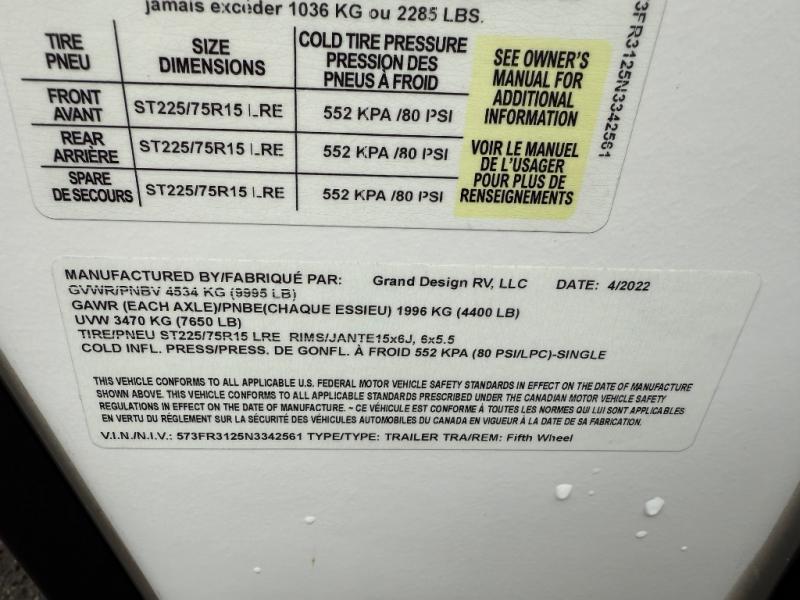 jamais excéder 1036 KG ou 2285 LBS.
TIRE PNEU
SIZE DIMENSIONS
COLD TIRE PRESSURE PRESSION DES PNEUS À FROID
SEE OWNER'S MANUAL FOR ADDITIONAL INFORMATION
FRONT AVANT
ST225/75R15 LRE
552 KPA /80 PSI
REAR ARRIÈRE
ST225/75R15 LRE
552 KPA /80 PSI
VOIR LE MANUEL DE L'USAGER POUR PLUS DE RENSEIGNEMENTS
SPARE DE SECOURS
ST225/75R15 LRE
552 KPA /80 PSI
3FR3125N3342561
MANUFACTURED BY/FABRIQUÉ PAR: Grand Design RV, LLC DATE: 4/2022
GVWR/PNBV 4534 KG (9995 LB)
GAWR (EACH AXLE)/PNBE(CHAQUE ESSIEU) 1996 KG (4400 LB)
UVW 3470 KG (7650 LB)
TIRE/PNEU ST225/75R15 LRE RIMS/JANTE15x6J, 6x5.5
COLD INFL. PRESS/PRESS. DE GONFL. À FROID 552 KPA (80 PSI/LPC)-SINGLE
THIS VEHICLE CONFORMS TO ALL APPLICABLE U.S. FEDERAL MOTOR VEHICLE SAFETY STANDARDS IN EFFECT ON THE DATE OF MANUFACTURE
SHOWN ABOVE. THIS VEHICLE CONFORMS TO ALL APPLICABLE STANDARDS PRESCRIBED UNDER THE CANADIAN MOTOR VEHICLE SAFETY
REGULATIONS IN EFFECT ON THE DATE OF MANUFACTURE. ~ CE VÉHICULE EST CONFORME À TOUTES LES NORMES QUI LUI SONT APPLICABLES
EN VERTU DU RÉGLEMENT SUR LA SÉCURITÉ DES VÉHICULES AUTOMOBILES DU CANADA EN VIGUEUR À LA DATE DE SA FABRICATION.
V.I.N./N.I.V.: 573FR3125N3342561 TYPE/TYPE: TRAILER TRA/REM: Fifth Wheel